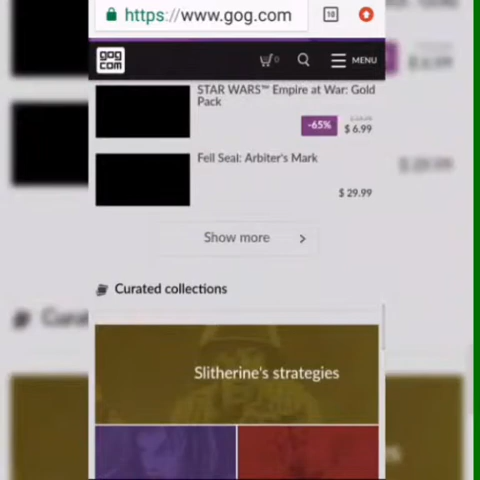 https://www.gog.com
18
gog
com
0
MENU
STAR WARS™ Empire at War: Gold
Pack
-65%
$ 6.99
Fell Seal: Arbiter's Mark
$ 29.99
Show more
Curated collections
Slitherine's strategies